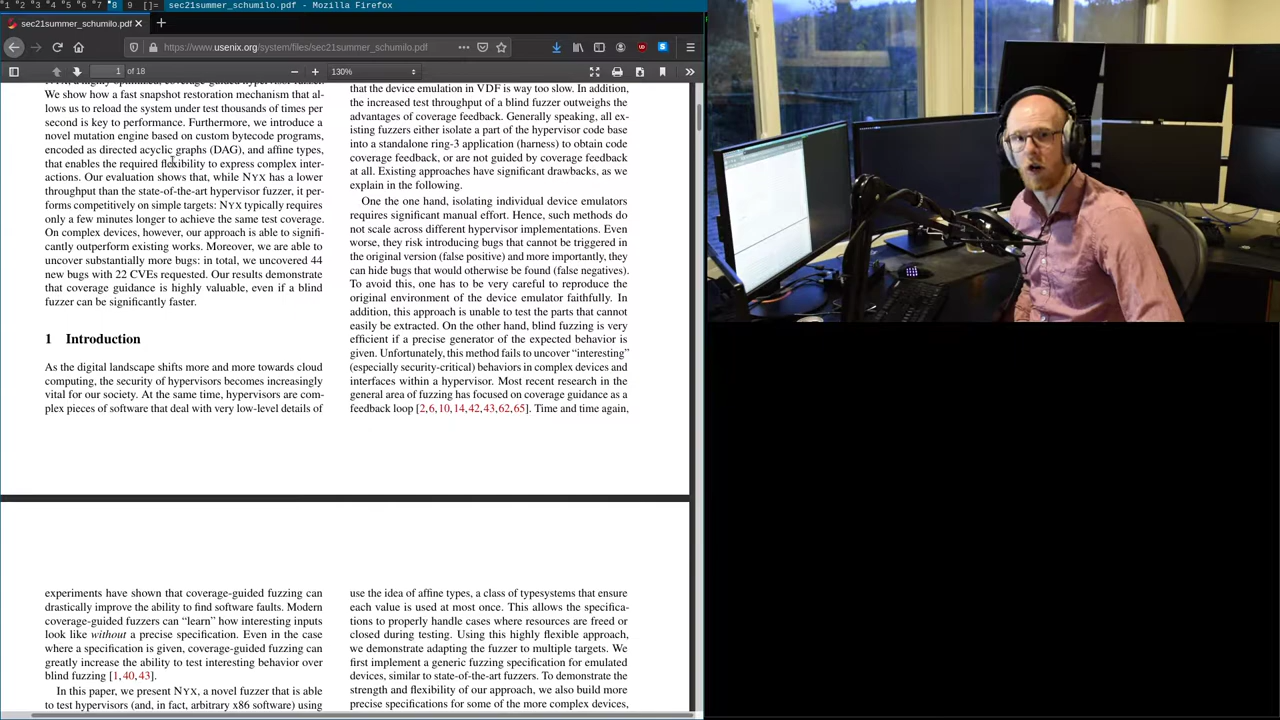 1 2 3 4 5 6 7 8 9 []= sec21summer_schumilo.pdf - Mozilla Firefox
sec21summer_schumilo.pdf
https://www.usenix.org/system/files/sec21summer_schumilo.pdf
1 of 18
130%
We show how a fast snapshot restoration mechanism that al-
lows us to reload the system under test thousands of times per
second is key to performance. Furthermore, we introduce a
novel mutation engine based on custom bytecode programs,
encoded as directed acyclic graphs (DAG), and affine types,
that enables the required flexibility to express complex inter-
actions. Our evaluation shows that, while NYX has a lower
throughput than the state-of-the-art hypervisor fuzzer, it per-
forms competitively on simple targets: NYX typically requires
only a few minutes longer to achieve the same test coverage.
On complex devices, however, our approach is able to signifi-
cantly outperform existing works. Moreover, we are able to
uncover substantially more bugs: in total, we uncovered 44
new bugs with 22 CVEs requested. Our results demonstrate
that coverage guidance is highly valuable, even if a blind
fuzzer can be significantly faster.
1 Introduction
As the digital landscape shifts more and more towards cloud
computing, the security of hypervisors becomes increasingly
vital for our society. At the same time, hypervisors are com-
plex pieces of software that deal with very low-level details of
that the device emulation in VDF is way too slow. In addition,
the increased test throughput of a blind fuzzer outweighs the
advantages of coverage feedback. Generally speaking, all ex-
isting fuzzers either isolate a part of the hypervisor code base
into a standalone ring-3 application (harness) to obtain code
coverage feedback, or are not guided by coverage feedback
at all. Existing approaches have significant drawbacks, as we
explain in the following.
One the one hand, isolating individual device emulators
requires significant manual effort. Hence, such methods do
not scale across different hypervisor implementations. Even
worse, they risk introducing bugs that cannot be triggered in
the original version (false positive) and more importantly, they
can hide bugs that would otherwise be found (false negatives).
To avoid this, one has to be very careful to reproduce the
original environment of the device emulator faithfully. In
addition, this approach is unable to test the parts that cannot
easily be extracted. On the other hand, blind fuzzing is very
efficient if a precise generator of the expected behavior is
given. Unfortunately, this method fails to uncover “interesting”
(especially security-critical) behaviors in complex devices and
interfaces within a hypervisor. Most recent research in the
general area of fuzzing has focused on coverage guidance as a
feedback loop [2,6,10,14,42,43,62,65]. Time and time again,
experiments have shown that coverage-guided fuzzing can
drastically improve the ability to find software faults. Modern
coverage-guided fuzzers can “learn” how interesting inputs
look like without a precise specification. Even in the case
where a specification is given, coverage-guided fuzzing can
greatly increase the ability to test interesting behavior over
blind fuzzing [1,40,43].
In this paper, we present NYX, a novel fuzzer that is able
to test hypervisors (and, in fact, arbitrary x86 software) using
use the idea of affine types, a class of typesystems that ensure
each value is used at most once. This allows the specifica-
tions to properly handle cases where resources are freed or
closed during testing. Using this highly flexible approach,
we demonstrate adapting the fuzzer to multiple targets. We
first implement a generic fuzzing specification for emulated
devices, similar to state-of-the-art fuzzers. To demonstrate the
strength and flexibility of our approach, we also build more
precise specifications for some of the more complex devices,